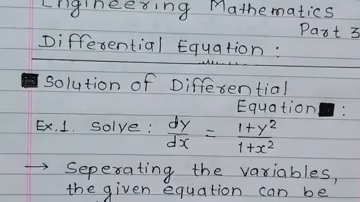 Engineering Mathematics
Part 3
Differential Equation :
Solution of Differential
Equation :
Ex.1. Solve : dy/dx = 1+y²/1+x²
→ Seperating the variables,
the given equation can be